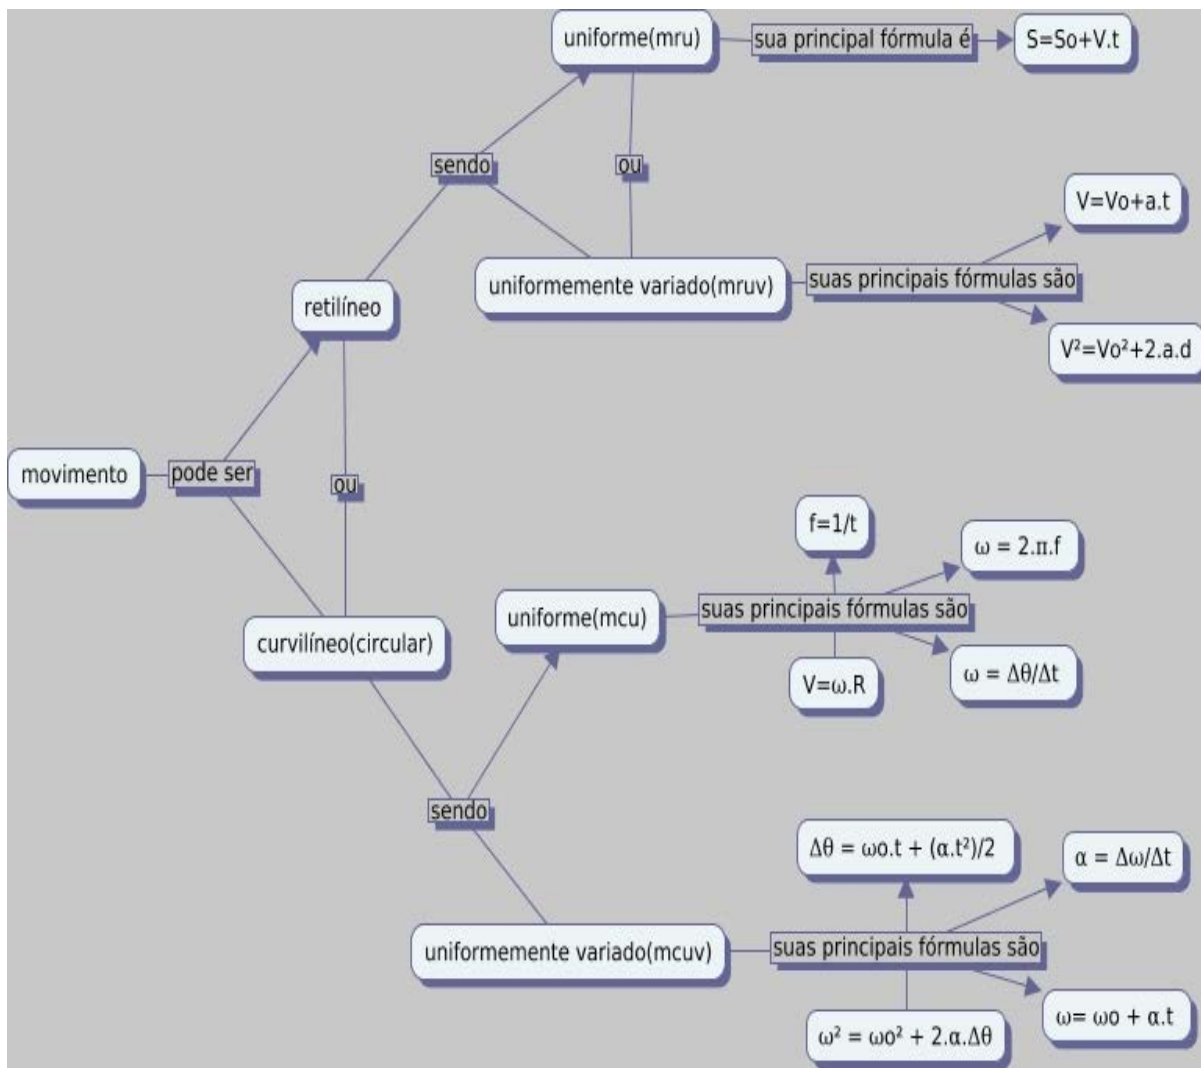 uniforme(mru)
sua principal fórmula é
S=So+V.t
sendo
ou
V=Vo+a.t
uniformemente variado(mruv)
suas principais fórmulas são
retilíneo
V²=Vo²+2.a.d
movimento
pode ser
ou
f=1/t
ω = 2.π.f
uniforme(mcu)
suas principais fórmulas são
curvilíneo(circular)
V=ω.R
ω = Δθ/Δt
sendo
Δθ = ωo.t + (α.t²)/2
α = Δω/Δt
uniformemente variado(mcuv)
suas principais fórmulas são
ω= ωo + α.t
ω² = ωo² + 2.α.Δθ